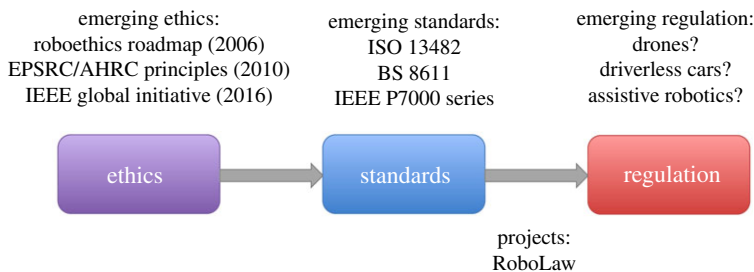 emerging ethics:
roboethics roadmap (2006)
EPSRC/AHRC principles (2010)
IEEE global initiative (2016)
emerging standards:
ISO 13482
BS 8611
IEEE P7000 series
emerging regulation:
drones?
driverless cars?
assistive robotics?
ethics
standards
regulation
projects:
RoboLaw